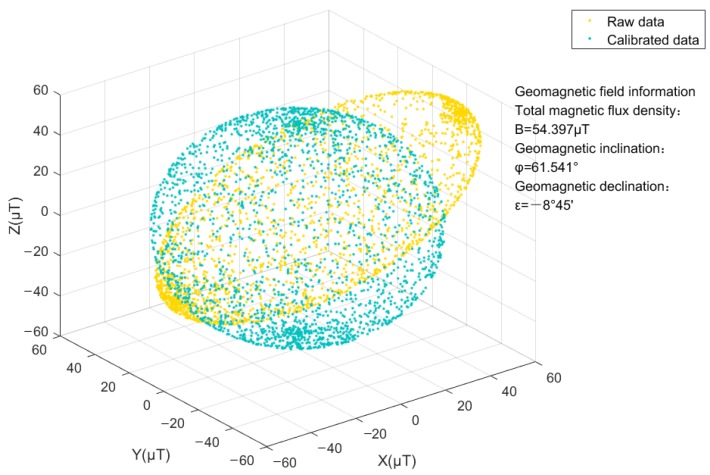 Raw data
Calibrated data
Geomagnetic field information
Total magnetic flux density：
B=54.397μT
Geomagnetic inclination：
φ=61.541°
Geomagnetic declination：
ε=－8°45'
60
40
20
0
−20
−40
−60
Z(μT)
60
40
20
0
−20
−40
−60
Y(μT)
−60
−40
−20
0
20
40
60
X(μT)